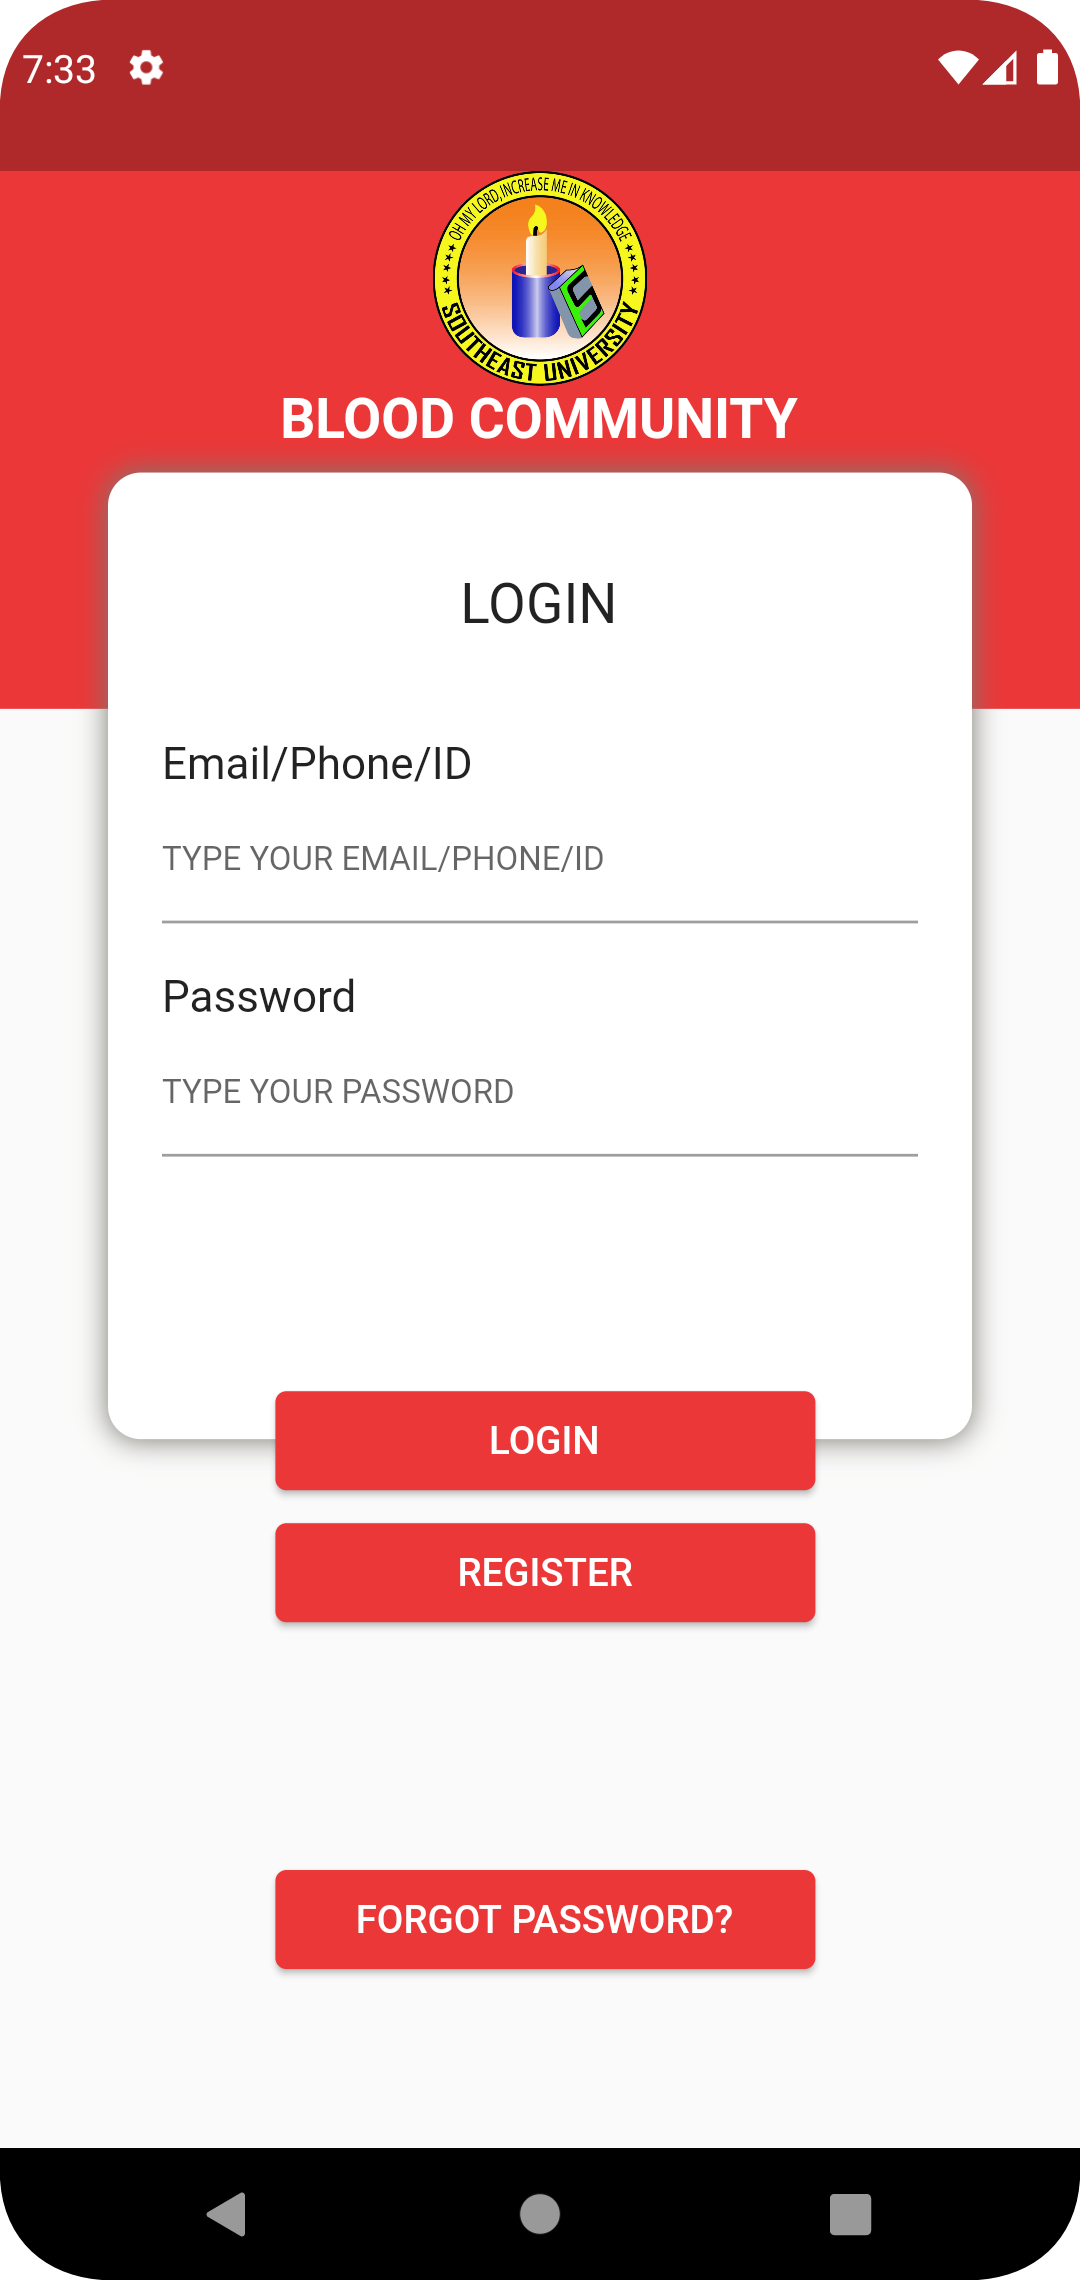 7:33
OH MY LORD, INCREASE ME IN KNOWLEDGE
SOUTHEAST UNIVERSITY
BLOOD COMMUNITY
LOGIN
Email/Phone/ID
TYPE YOUR EMAIL/PHONE/ID
Password
TYPE YOUR PASSWORD
LOGIN
REGISTER
FORGOT PASSWORD?